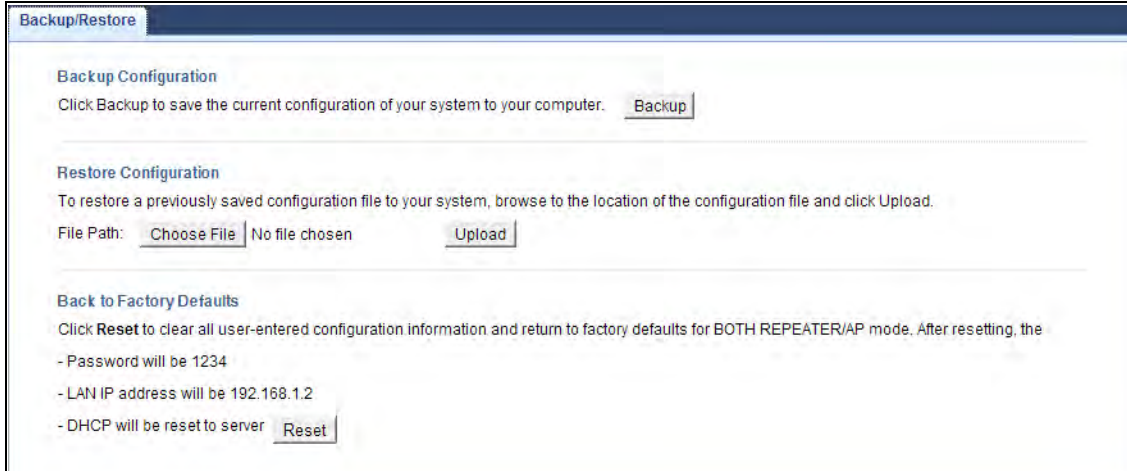 Backup/Restore
Backup Configuration
Click Backup to save the current configuration of your system to your computer. Backup
Restore Configuration
To restore a previously saved configuration file to your system, browse to the location of the configuration file and click Upload.
File Path: Choose File No file chosen Upload
Back to Factory Defaults
Click Reset to clear all user-entered configuration information and return to factory defaults for BOTH REPEATER/AP mode. After resetting, the
- Password will be 1234
- LAN IP address will be 192.168.1.2
- DHCP will be reset to server Reset